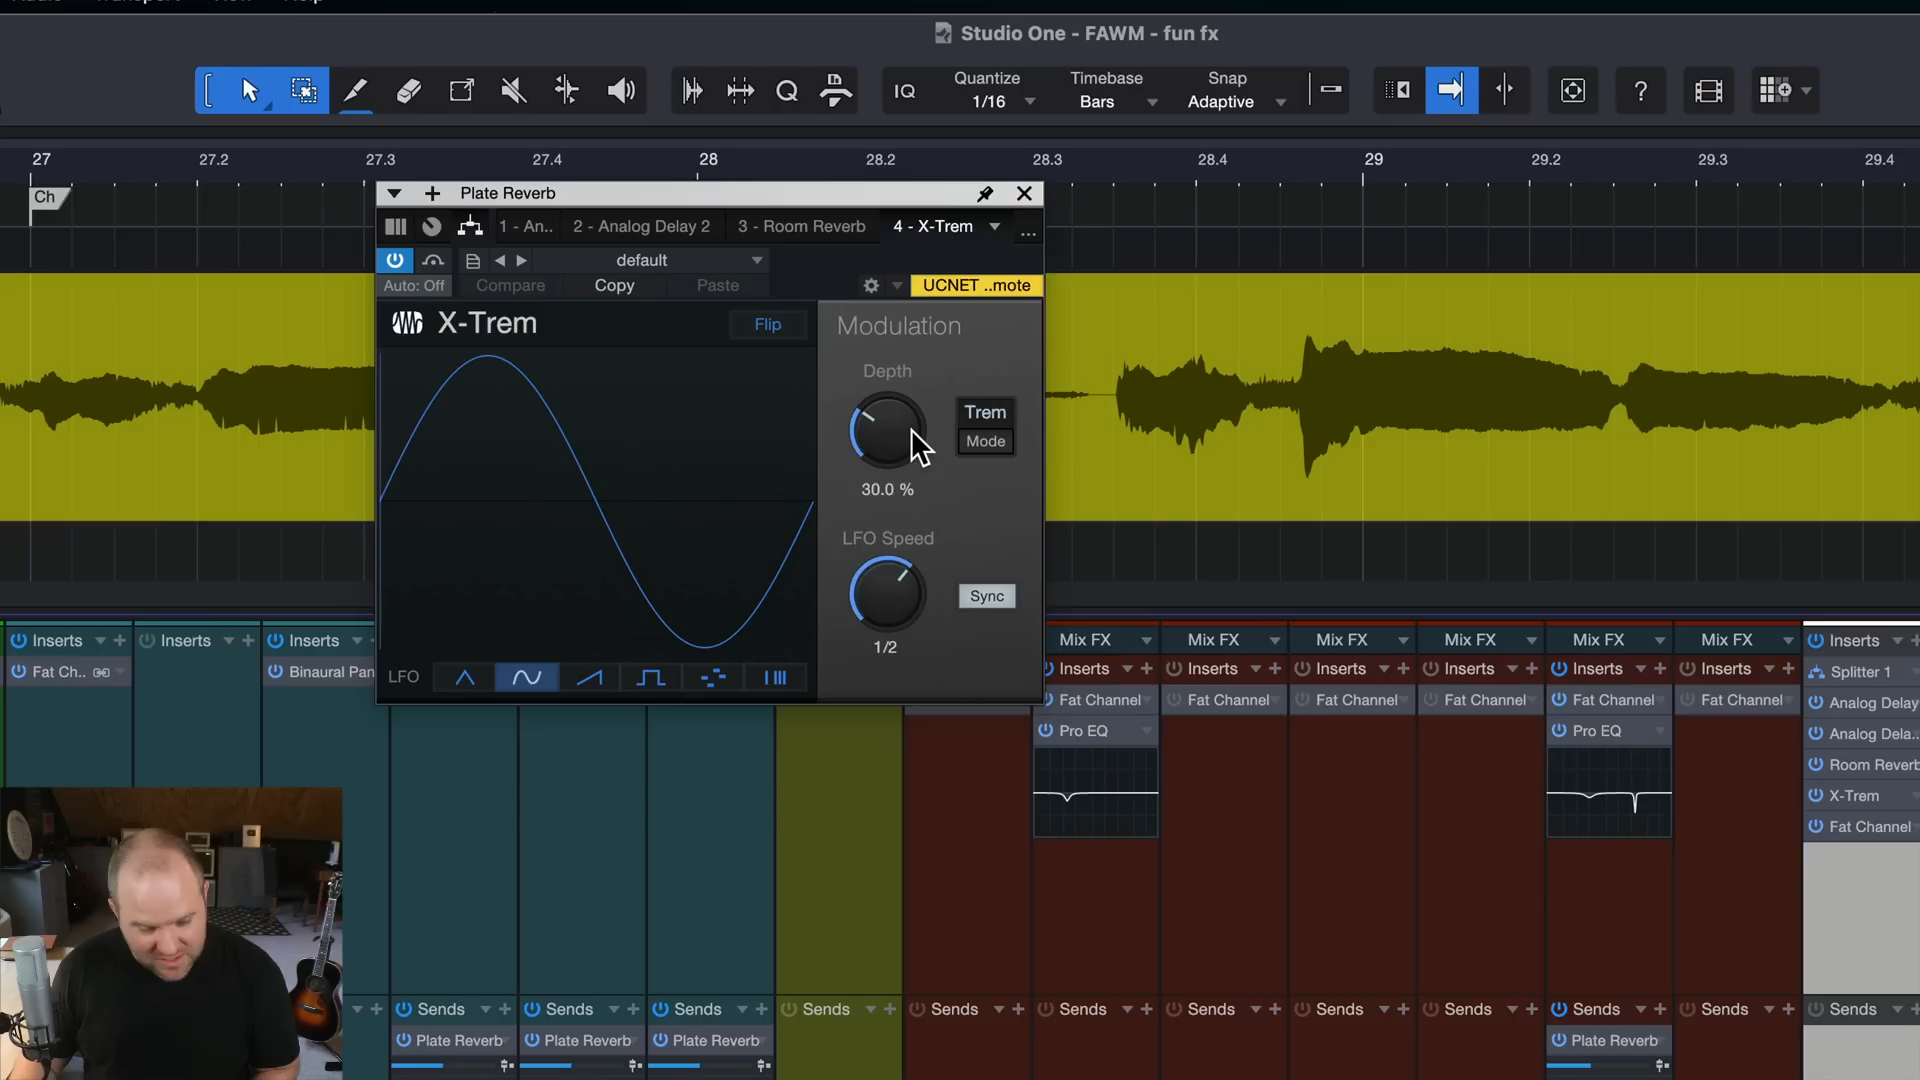 Studio One - FAWM - fun fx
IQ
Quantize
1/16
Timebase
Bars
Snap
Adaptive
?
27
27.2
27.3
27.4
28
28.2
28.3
28.4
29
29.2
29.3
29.4
Ch
Plate Reverb
1 - An..
2 - Analog Delay 2
3 - Room Reverb
4 - X-Trem
...
default
Auto: Off
Compare
Copy
Paste
UCNET ..mote
X-Trem
Flip
Modulation
Depth
Trem
Mode
30.0 %
LFO Speed
Sync
1/2
LFO
Inserts
Inserts
Inserts
Mix FX
Mix FX
Mix FX
Mix FX
Mix FX
Mix FX
Inserts
Fat Ch..
Binaural Pan
Inserts
Inserts
Inserts
Inserts
Inserts
Inserts
Splitter 1
Fat Channel
Fat Channel
Fat Channel
Fat Channel
Fat Channel
Fat Channel
Analog Delay
Pro EQ
Pro EQ
Analog Dela..
Room Reverb
X-Trem
Fat Channel
Sends
Sends
Sends
Sends
Sends
Sends
Sends
Sends
Sends
Sends
Sends
Sends
Plate Reverb
Plate Reverb
Plate Reverb
Plate Reverb